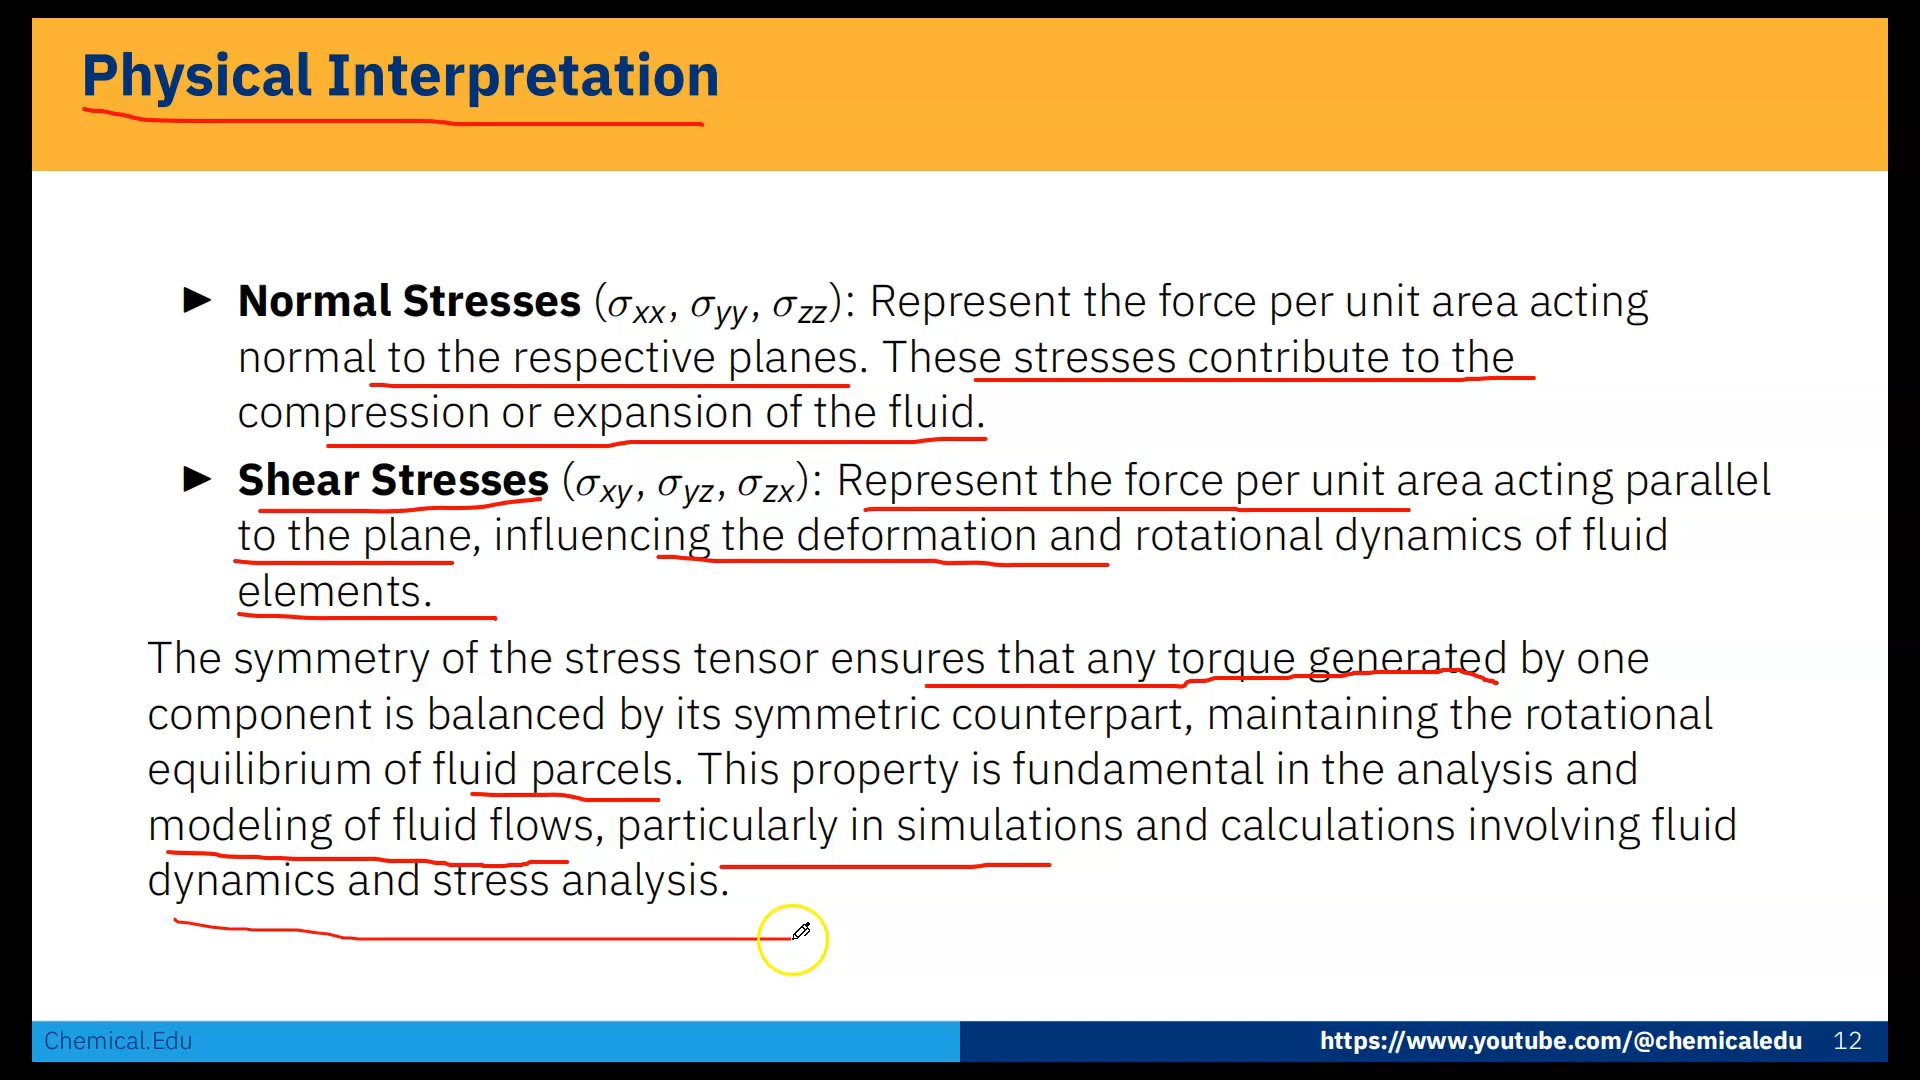 Physical Interpretation
▶ Normal Stresses (σxx, σyy, σzz): Represent the force per unit area acting
normal to the respective planes. These stresses contribute to the
compression or expansion of the fluid.
▶ Shear Stresses (σxy, σyz, σzx): Represent the force per unit area acting parallel
to the plane, influencing the deformation and rotational dynamics of fluid
elements.
The symmetry of the stress tensor ensures that any torque generated by one
component is balanced by its symmetric counterpart, maintaining the rotational
equilibrium of fluid parcels. This property is fundamental in the analysis and
modeling of fluid flows, particularly in simulations and calculations involving fluid
dynamics and stress analysis.
Chemical.Edu
https://www.youtube.com/@chemicaledu 12